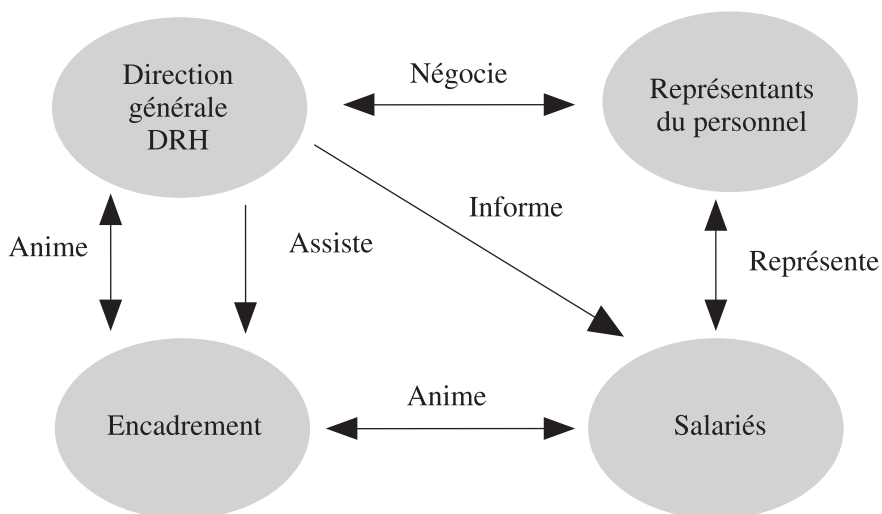 Direction
générale
DRH
Négocie
Représentants
du personnel
Informe
Anime
Assiste
Représente
Encadrement
Anime
Salariés